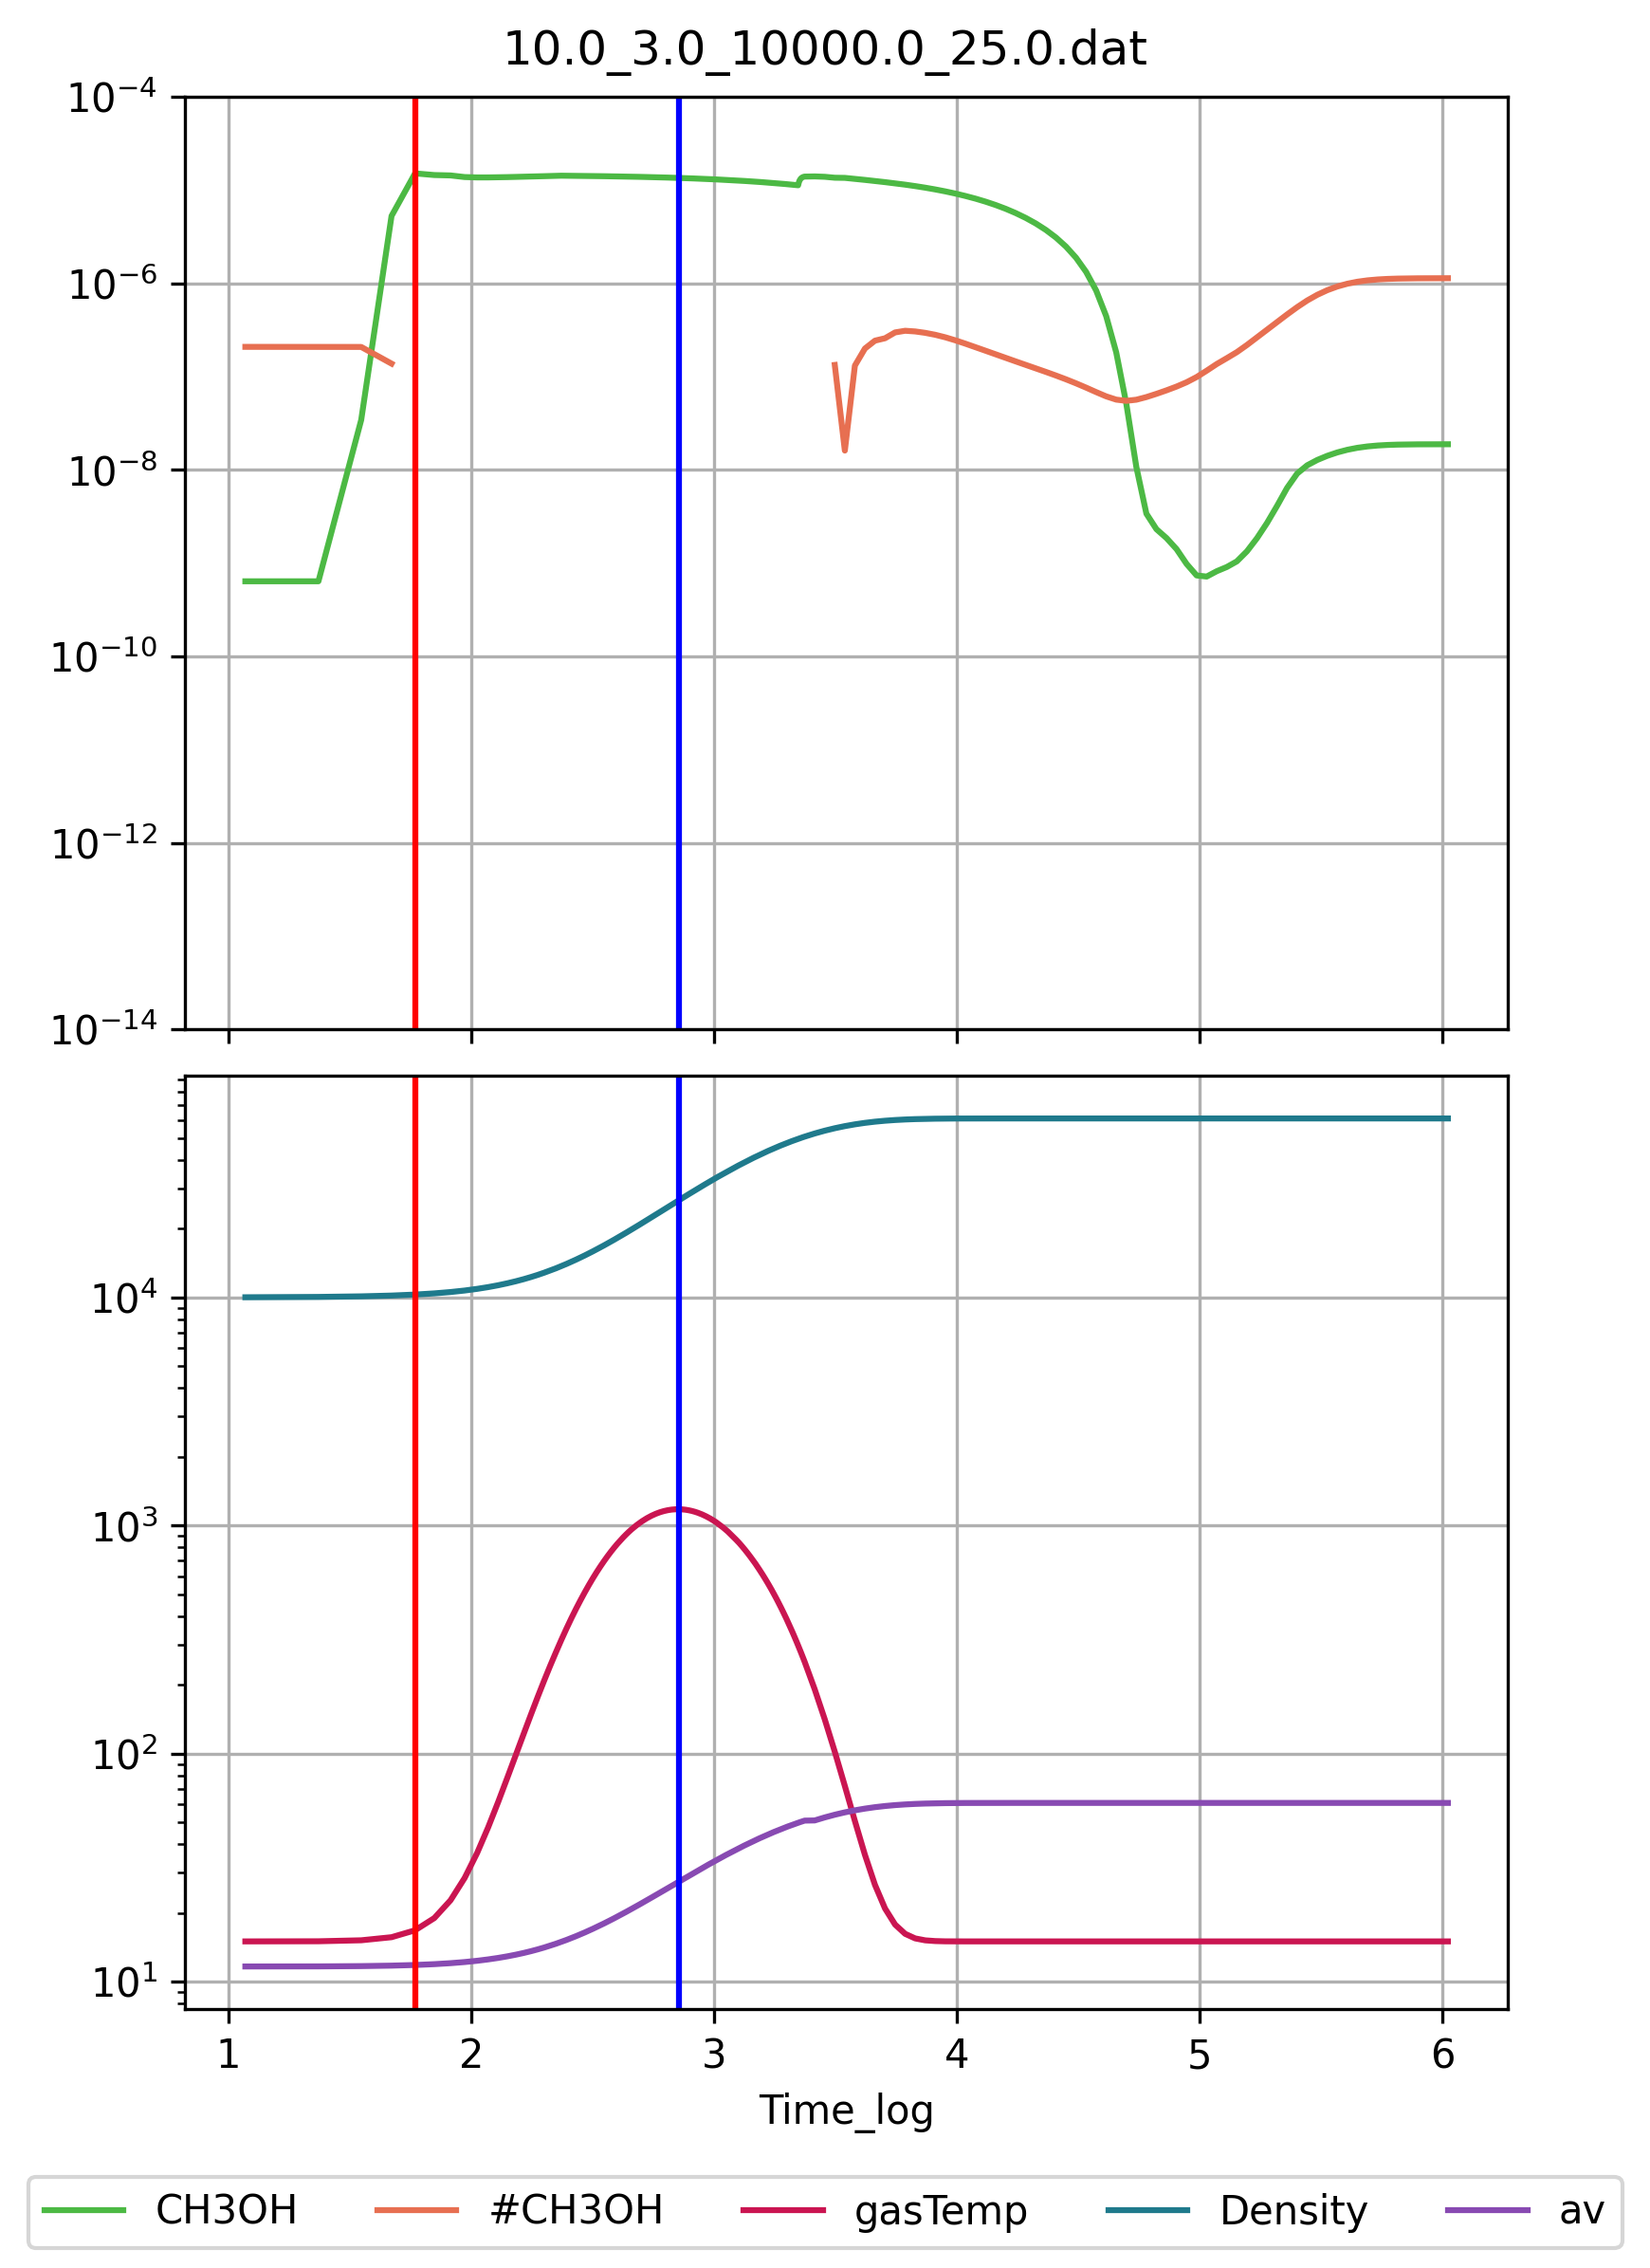 10.0_3.0_10000.0_25.0.dat
10⁻⁴
10⁻⁶
10⁻⁸
10⁻¹⁰
10⁻¹²
10⁻¹⁴
10⁴
10³
10²
10¹
1 2 3 4 5 6
Time_log
CH3OH #CH3OH gasTemp Density av